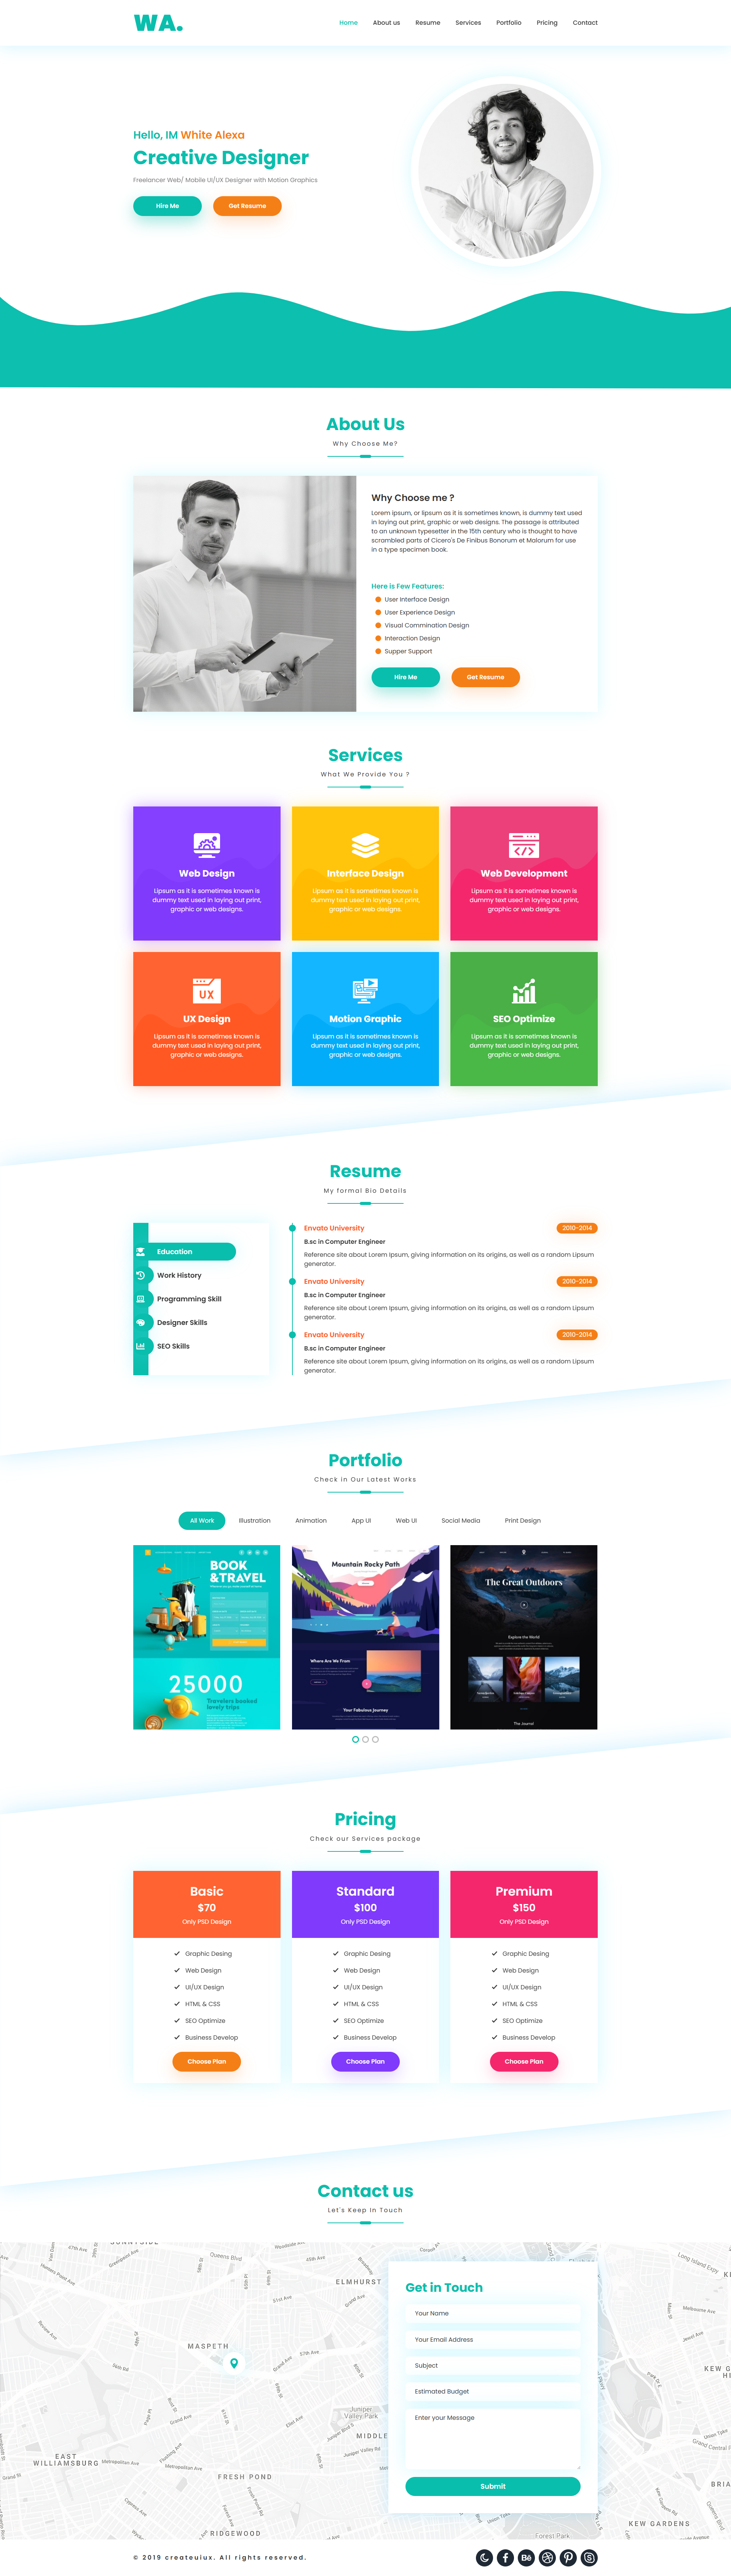 WA.
Home About us Resume Services Portfolio Pricing Contact
Hello, IM White Alexa
Creative Designer
Freelancer Web/ Mobile UI/UX Designer with Motion Graphics
Hire Me Get Resume
About Us
Why Choose Me?
Why Choose me ?
Lorem ipsum, or lipsum as it is sometimes known, is dummy text used
in laying out print, graphic or web designs. The passage is attributed
to an unknown typesetter in the 15th century who is thought to have
scrambled parts of Cicero's De Finibus Bonorum et Malorum for use
in a type specimen book.
Here is Few Features:
User Interface Design
User Experience Design
Visual Commination Design
Interaction Design
Supper Support
Hire Me Get Resume
Services
What We Provide You ?
Web Design
Lipsum as it is sometimes known is
dummy text used in laying out print,
graphic or web designs.
Interface Design
Lipsum as it is sometimes known is
dummy text used in laying out print,
graphic or web designs.
Web Development
Lipsum as it is sometimes known is
dummy text used in laying out print,
graphic or web designs.
UX
UX Design
Lipsum as it is sometimes known is
dummy text used in laying out print,
graphic or web designs.
Motion Graphic
Lipsum as it is sometimes known is
dummy text used in laying out print,
graphic or web designs.
SEO Optimize
Lipsum as it is sometimes known is
dummy text used in laying out print,
graphic or web designs.
Resume
My formal Bio Details
Education
Work History
Programming Skill
Designer Skills
SEO Skills
Envato University 2010-2014
B.sc in Computer Engineer
Reference site about Lorem Ipsum, giving information on its origins, as well as a random Lipsum
generator.
Envato University 2010-2014
B.sc in Computer Engineer
Reference site about Lorem Ipsum, giving information on its origins, as well as a random Lipsum
generator.
Envato University 2010-2014
B.sc in Computer Engineer
Reference site about Lorem Ipsum, giving information on its origins, as well as a random Lipsum
generator.
Portfolio
Check in Our Latest Works
All Work Illustration Animation App UI Web UI Social Media Print Design
BOOK
&TRAVEL
25000
Travelers booked
lovely trips
Mountain Rocky Path
Where Are We From
Your Fabulous Journey
The Great Outdoors
Explore the World
The Journal
Pricing
Check our Services package
Basic
$70
Only PSD Design
Graphic Desing
Web Design
UI/UX Design
HTML & CSS
SEO Optimize
Business Develop
Choose Plan
Standard
$100
Only PSD Design
Graphic Desing
Web Design
UI/UX Design
HTML & CSS
SEO Optimize
Business Develop
Choose Plan
Premium
$150
Only PSD Design
Graphic Desing
Web Design
UI/UX Design
HTML & CSS
SEO Optimize
Business Develop
Choose Plan
Contact us
Let's Keep In Touch
Queens Blvd
ELMHURST
MASPETH
Juniper
Valley Park
MIDDLE
EAST
WILLIAMSBURG
Metropolitan Ave
Metropolitan Ave
FRESH POND
RIDGEWOOD
Long Island Expy
Melbourne Ave
Jewel Ave
KEW G
Union Tpke
BRIA
KEW GARDENS
Forest Park
Get in Touch
Your Name
Your Email Address
Subject
Estimated Budget
Enter your Message
Submit
© 2019 createuiux. All rights reserved.